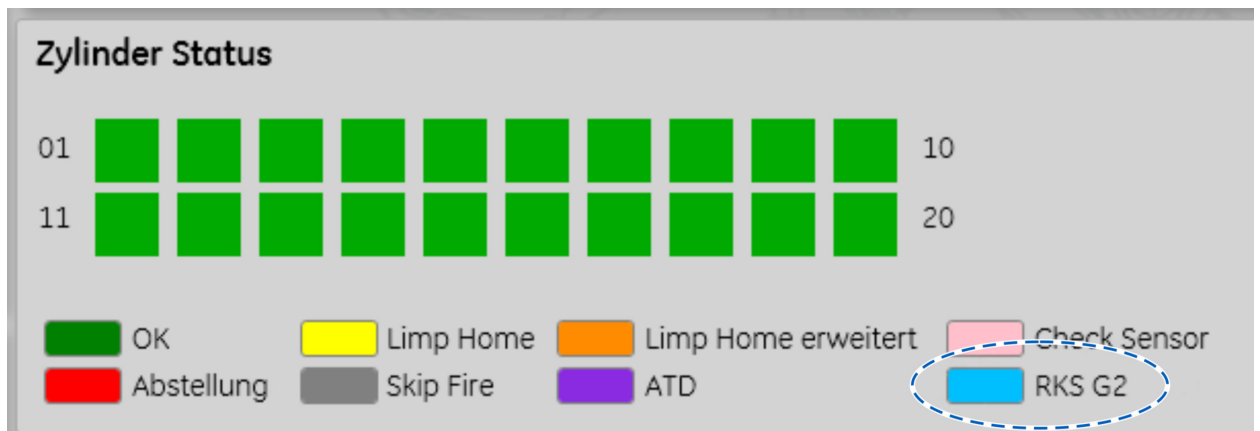 Zylinder Status
01 10
11 20
OK Limp Home Limp Home erweitert Check Sensor
Abstellung Skip Fire ATD RKS G2